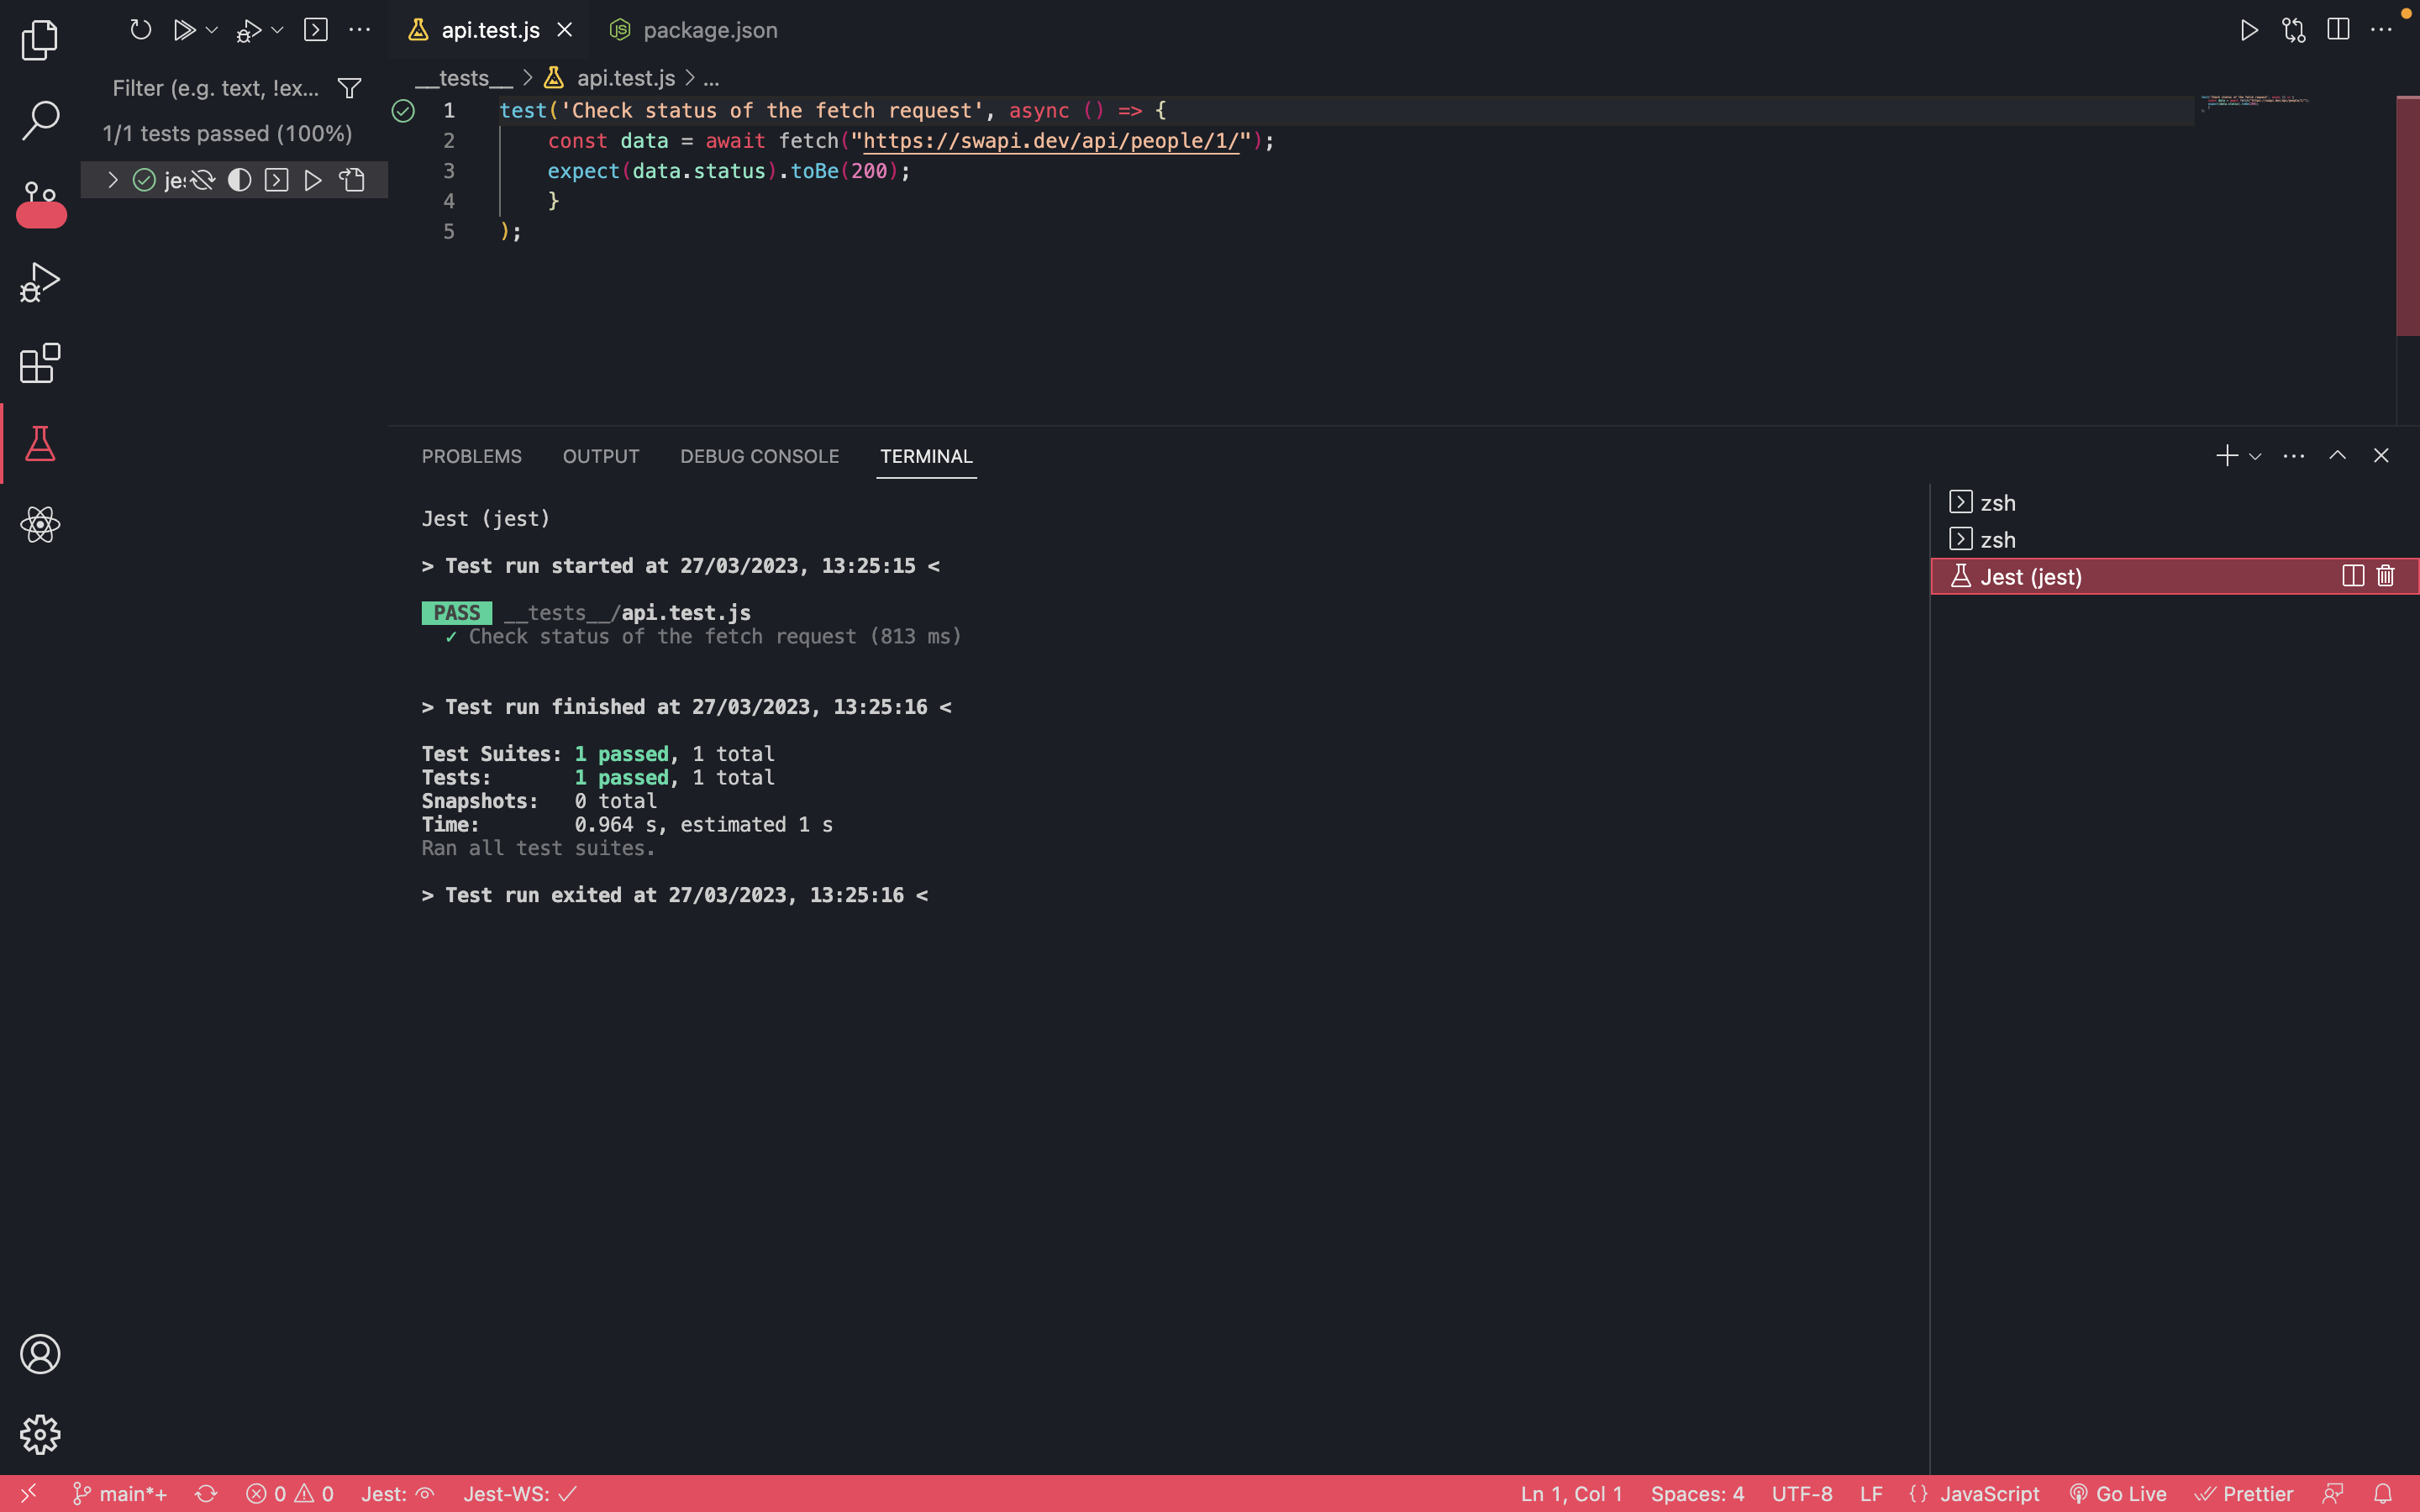 api.test.js
package.json
Filter (e.g. text, !ex...
__tests__ > api.test.js > ...
1/1 tests passed (100%)
jes
1 test('Check status of the fetch request', async () => {
2 const data = await fetch("https://swapi.dev/api/people/1/");
3 expect(data.status).toBe(200);
4 }
5 );
PROBLEMS OUTPUT DEBUG CONSOLE TERMINAL
zsh
zsh
Jest (jest)
Jest (jest)
> Test run started at 27/03/2023, 13:25:15 <
PASS __tests__/api.test.js
✓ Check status of the fetch request (813 ms)
> Test run finished at 27/03/2023, 13:25:16 <
Test Suites: 1 passed, 1 total
Tests: 1 passed, 1 total
Snapshots: 0 total
Time: 0.964 s, estimated 1 s
Ran all test suites.
> Test run exited at 27/03/2023, 13:25:16 <
main*+ 0 0 Jest: Jest-WS: ✓ Ln 1, Col 1 Spaces: 4 UTF-8 LF {} JavaScript Go Live Prettier